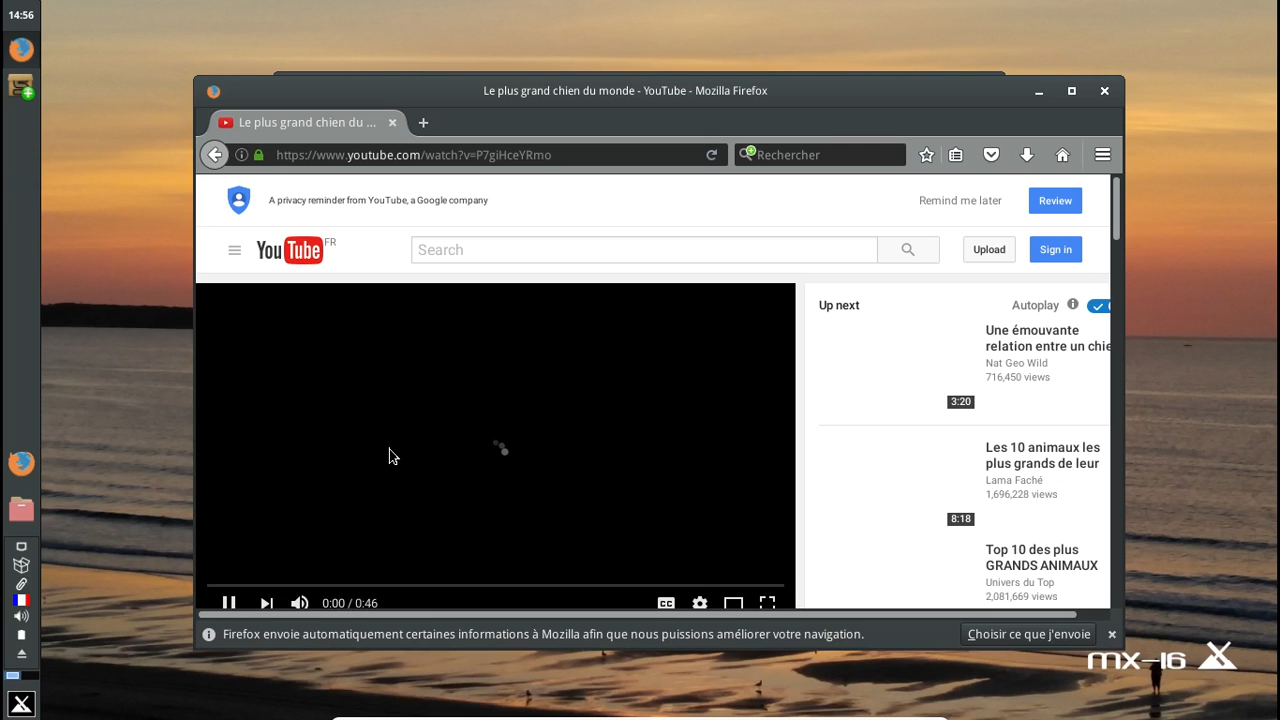 14:56
Le plus grand chien du monde - YouTube - Mozilla Firefox
Le plus grand chien du ...
https://www.youtube.com/watch?v=P7giHceYRmo
Rechercher
A privacy reminder from YouTube, a Google company
Remind me later
Review
YouTube FR
Search
Upload
Sign in
Up next
Autoplay
Une émouvante
relation entre un chie
Nat Geo Wild
716,450 views
3:20
Les 10 animaux les
plus grands de leur
Lama Faché
1,696,228 views
8:18
Top 10 des plus
GRANDS ANIMAUX
Univers du Top
2,081,669 views
0:00 / 0:46
CC
Firefox envoie automatiquement certaines informations à Mozilla afin que nous puissions améliorer votre navigation.
Choisir ce que j'envoie
mx-16